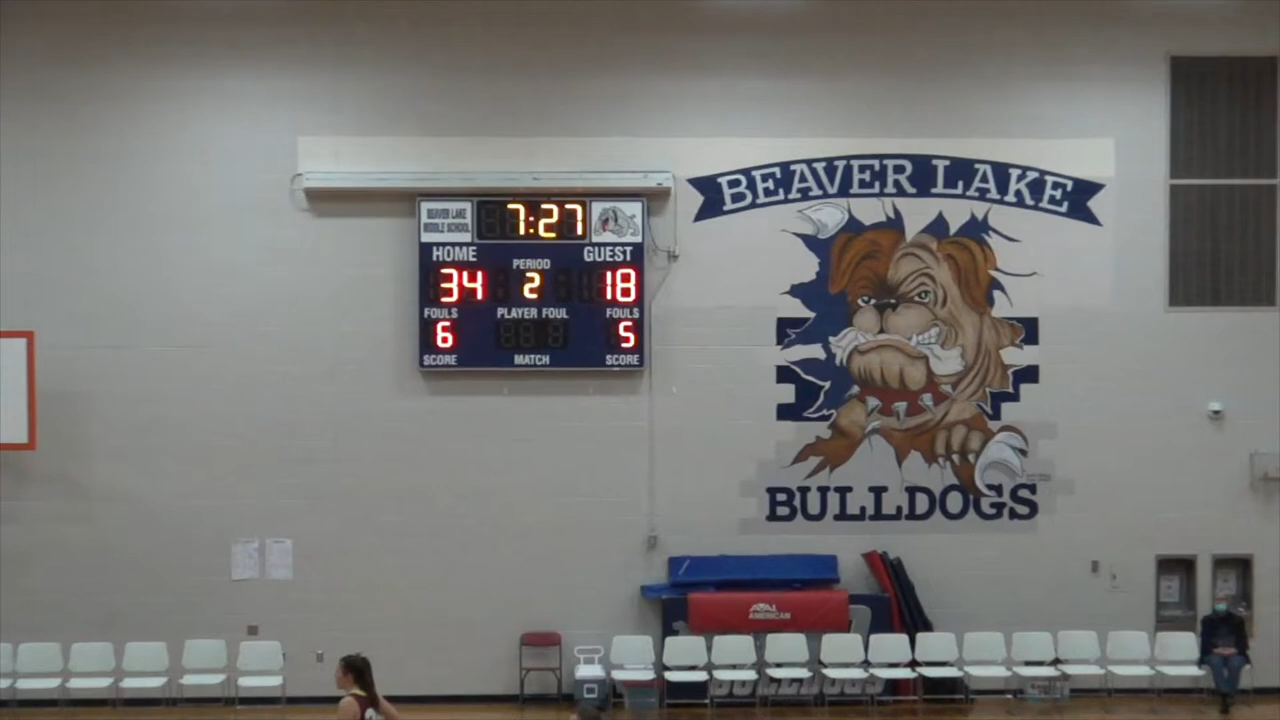 BEAVER LAKE
BEAVER LAKE
MIDDLE SCHOOL
7:27
HOME
GUEST
PERIOD
34
2
18
FOULS
PLAYER FOUL
FOULS
6
5
SCORE
MATCH
SCORE
BULLDOGS
AMERICAN
BULLDOGS